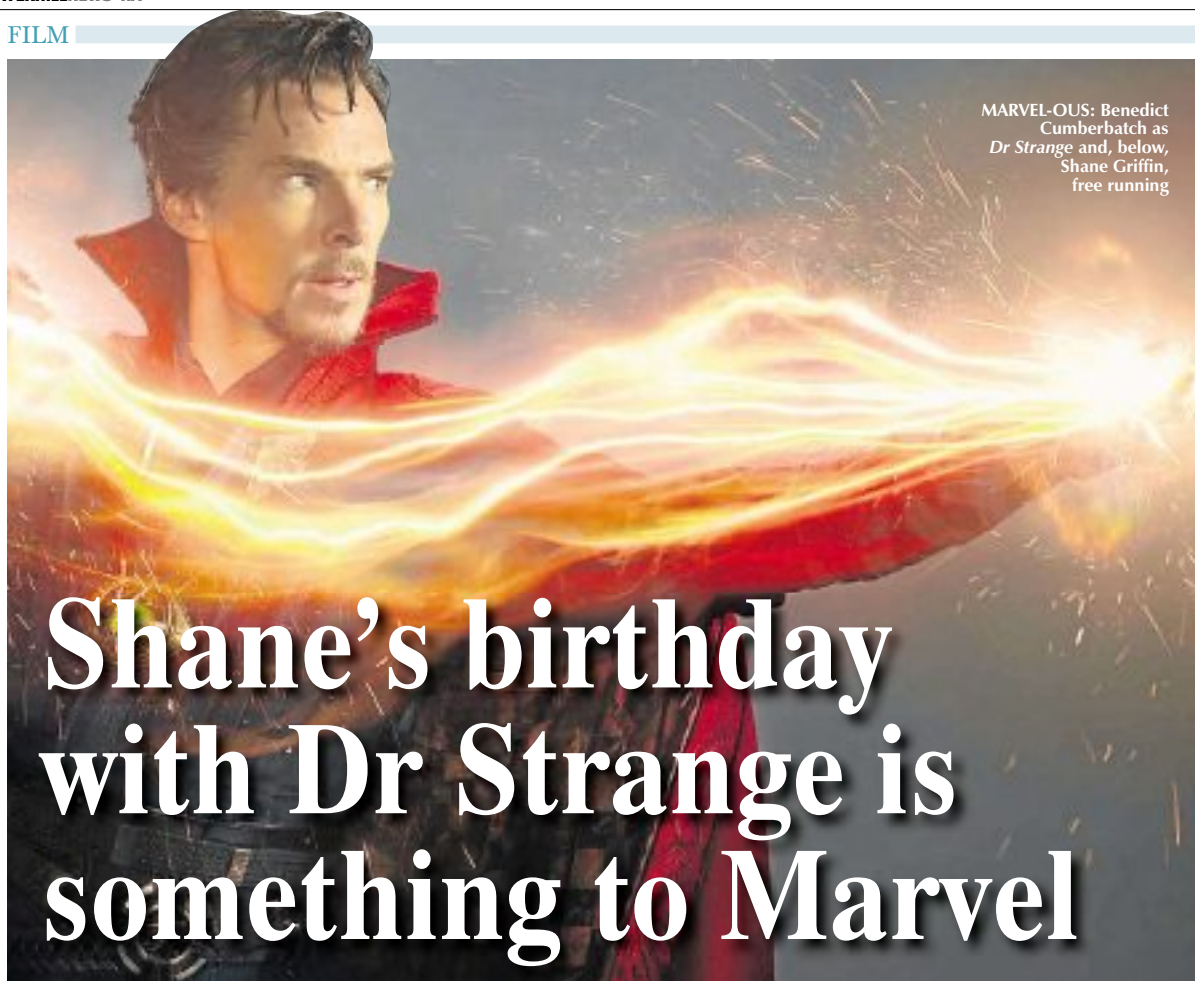 FILM
MARVEL-OUS: Benedict
Cumberbatch as
Dr Strange and, below,
Shane Griffin,
free running
Shane’s birthday
with Dr Strange is
something to Marvel